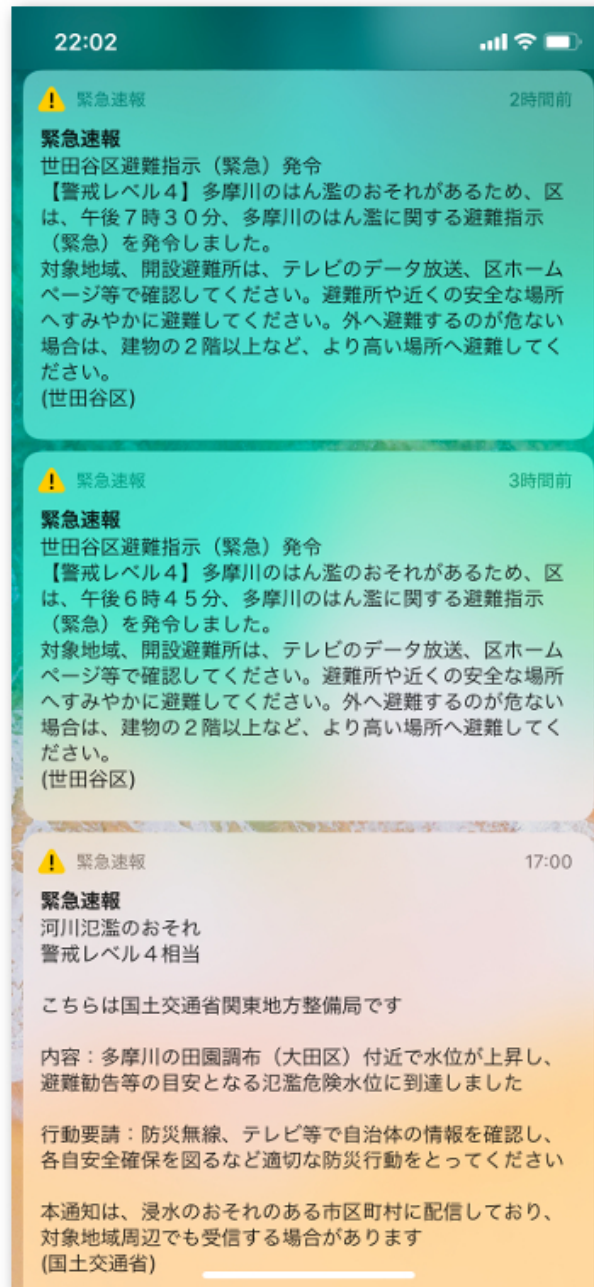 22:02
緊急速報 2時間前
緊急速報
世田谷区避難指示（緊急）発令
【警戒レベル４】多摩川のはん濫のおそれがあるため、区
は、午後７時３０分、多摩川のはん濫に関する避難指示
（緊急）を発令しました。
対象地域、開設避難所は、テレビのデータ放送、区ホーム
ページ等で確認してください。避難所や近くの安全な場所
へすみやかに避難してください。外へ避難するのが危ない
場合は、建物の２階以上など、より高い場所へ避難してく
ださい。
(世田谷区)
緊急速報 3時間前
緊急速報
世田谷区避難指示（緊急）発令
【警戒レベル４】多摩川のはん濫のおそれがあるため、区
は、午後６時４５分、多摩川のはん濫に関する避難指示
（緊急）を発令しました。
対象地域、開設避難所は、テレビのデータ放送、区ホーム
ページ等で確認してください。避難所や近くの安全な場所
へすみやかに避難してください。外へ避難するのが危ない
場合は、建物の２階以上など、より高い場所へ避難してく
ださい。
(世田谷区)
緊急速報 17:00
緊急速報
河川氾濫のおそれ
警戒レベル４相当
こちらは国土交通省関東地方整備局です
内容：多摩川の田園調布（大田区）付近で水位が上昇し、
避難勧告等の目安となる氾濫危険水位に到達しました
行動要請：防災無線、テレビ等で自治体の情報を確認し、
各自安全確保を図るなど適切な防災行動をとってください
本通知は、浸水のおそれのある市区町村に配信しており、
対象地域周辺でも受信する場合があります
(国土交通省)